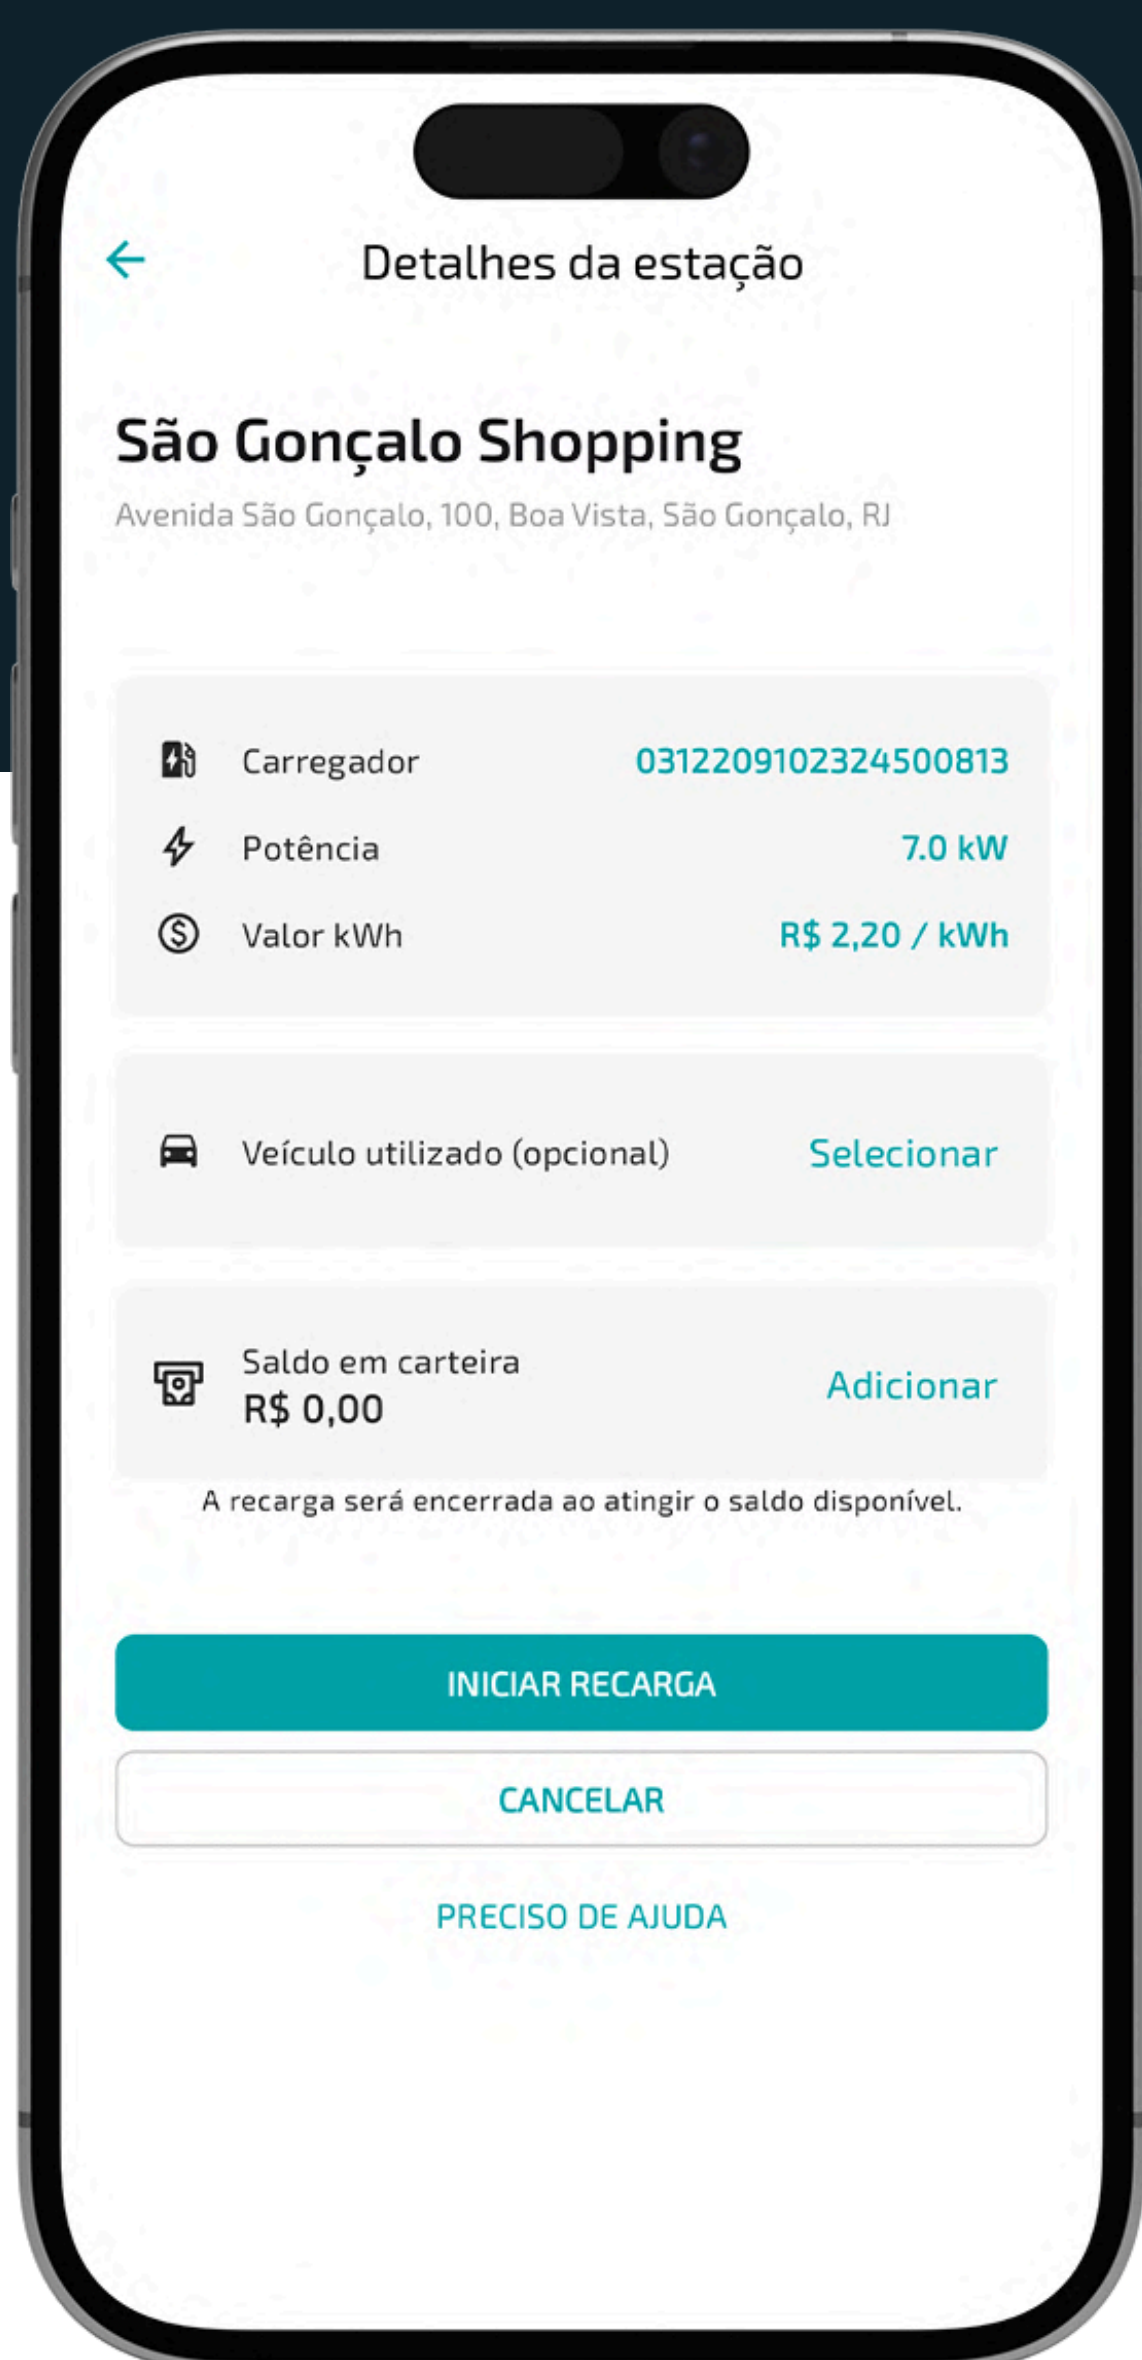 Detalhes da estação
São Gonçalo Shopping
Avenida São Gonçalo, 100, Boa Vista, São Gonçalo, RJ
Carregador 0312209102324500813
Potência 7.0 kW
Valor kWh R$ 2,20 / kWh
Veículo utilizado (opcional) Selecionar
Saldo em carteira
R$ 0,00
Adicionar
A recarga será encerrada ao atingir o saldo disponível.
INICIAR RECARGA
CANCELAR
PRECISO DE AJUDA